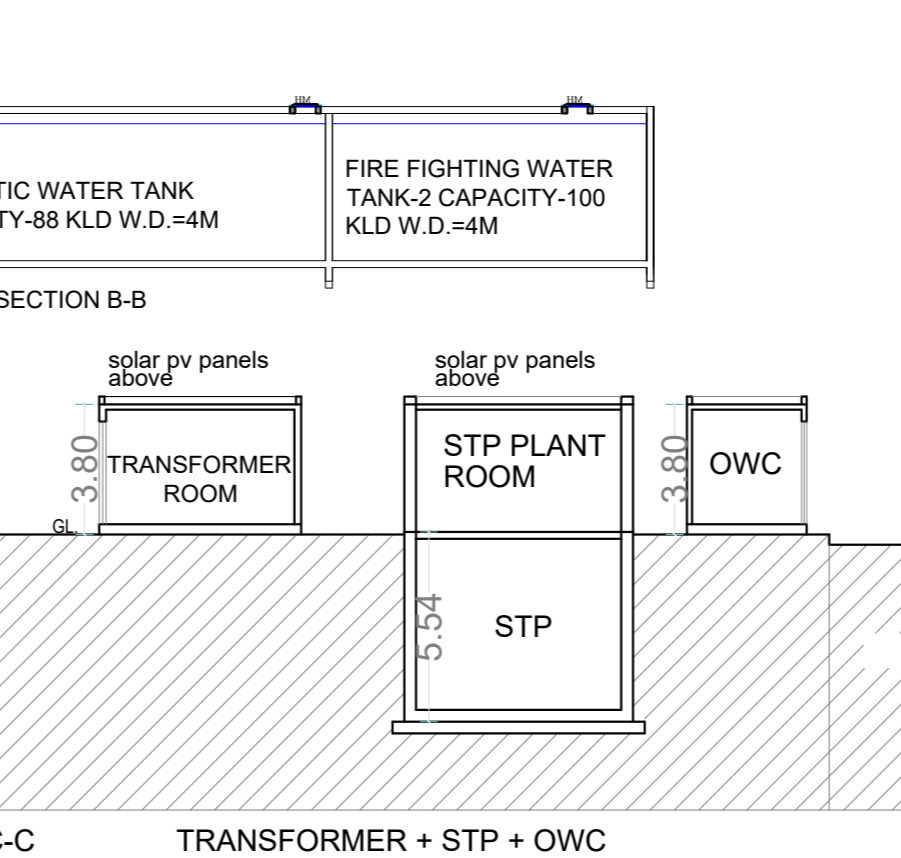 HM
HM
TIC WATER TANK
TY-88 KLD W.D.=4M
FIRE FIGHTING WATER
TANK-2 CAPACITY-100
KLD W.D.=4M
SECTION B-B
solar pv panels
above
solar pv panels
above
3.80
TRANSFORMER
ROOM
STP PLANT
ROOM
3.80
OWC
GL.
5.54
STP
C-C
TRANSFORMER + STP + OWC